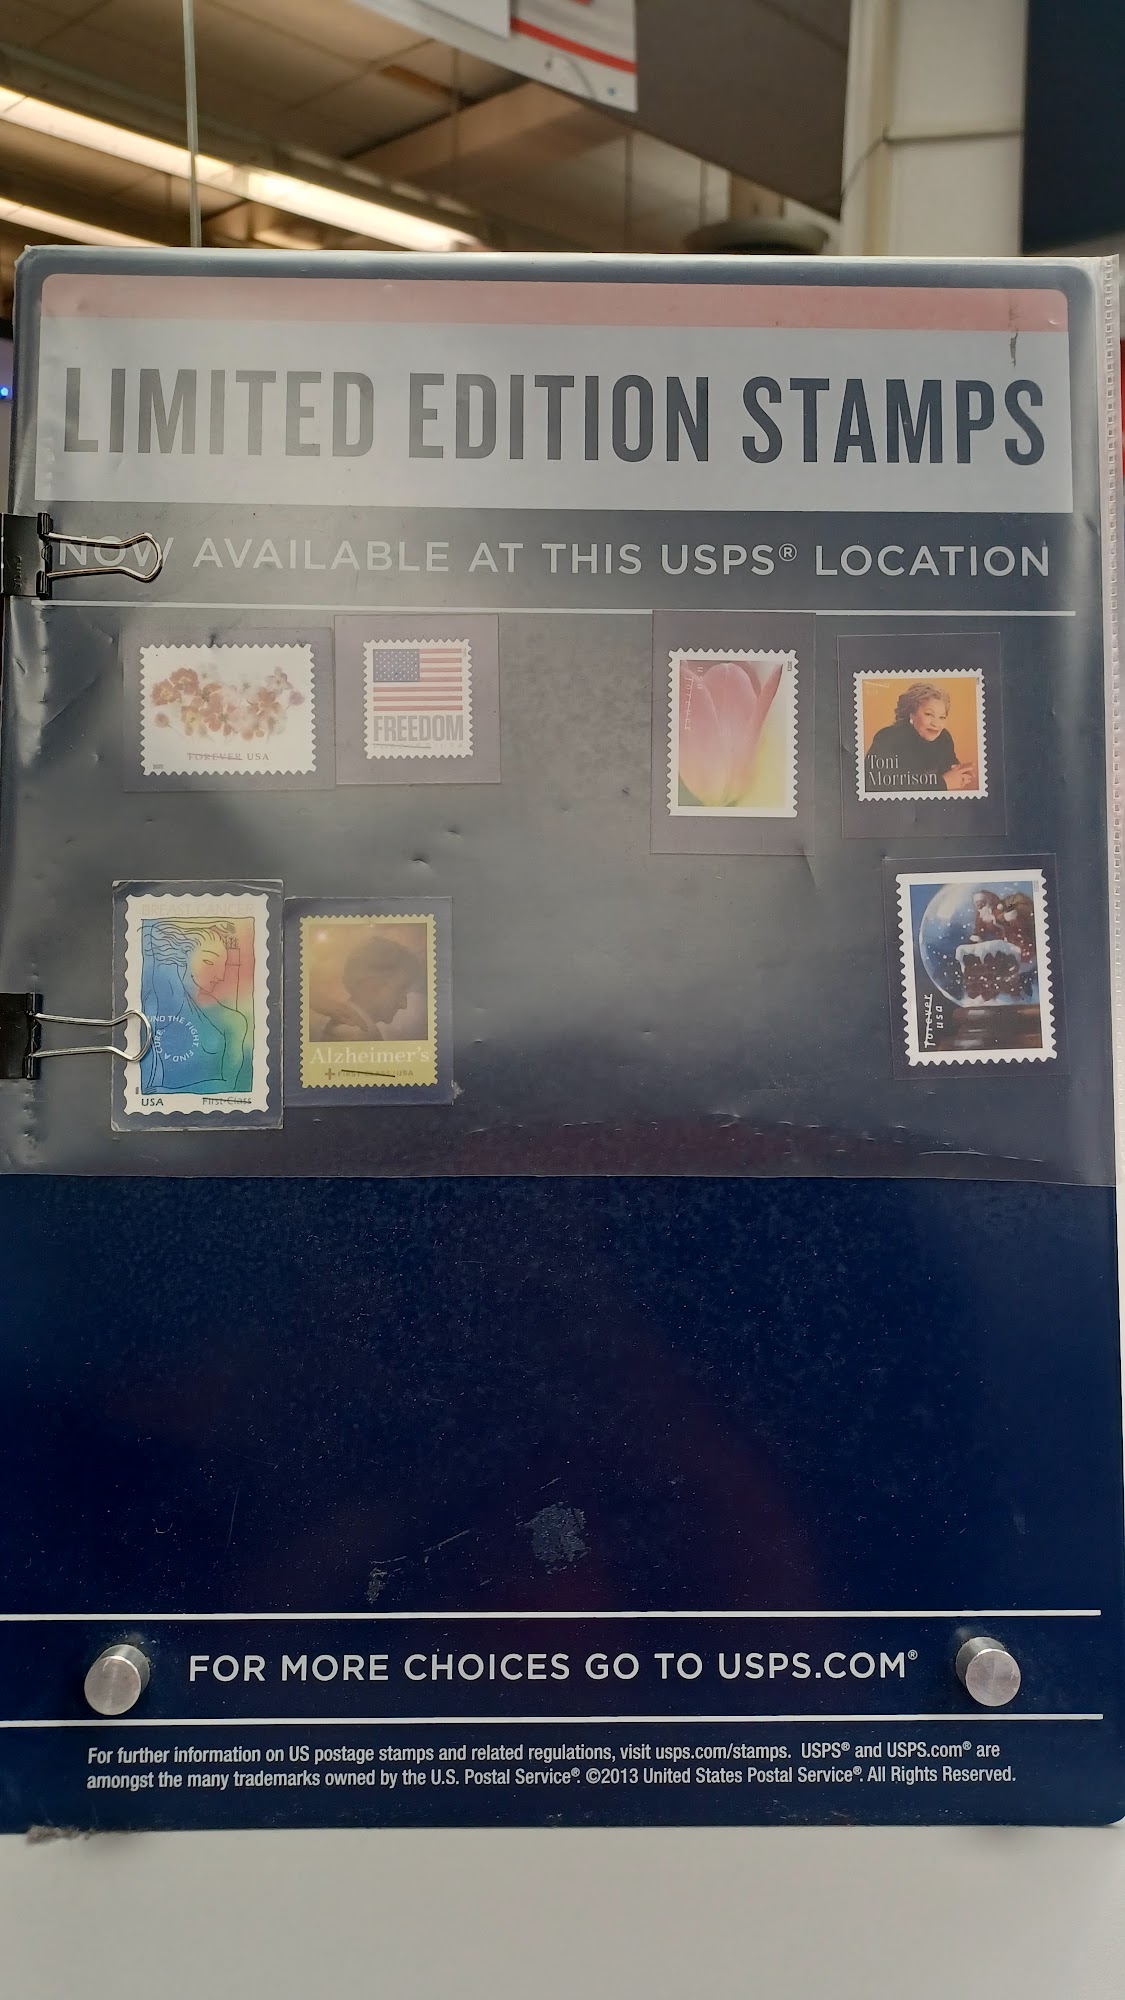 LIMITED EDITION STAMPS
NOW AVAILABLE AT THIS USPS® LOCATION
FOREVER USA
FREEDOM
USA
FOREVER
Toni
Morrison
BREAST CANCER
FUND THE FIGHT. FIND A CURE.
USA First-Class
Alzheimer's
FIRST-CLASS/USA
Forever
usa
FOR MORE CHOICES GO TO USPS.COM®
For further information on US postage stamps and related regulations, visit usps.com/stamps. USPS® and USPS.com® are
amongst the many trademarks owned by the U.S. Postal Service®. ©2013 United States Postal Service®. All Rights Reserved.